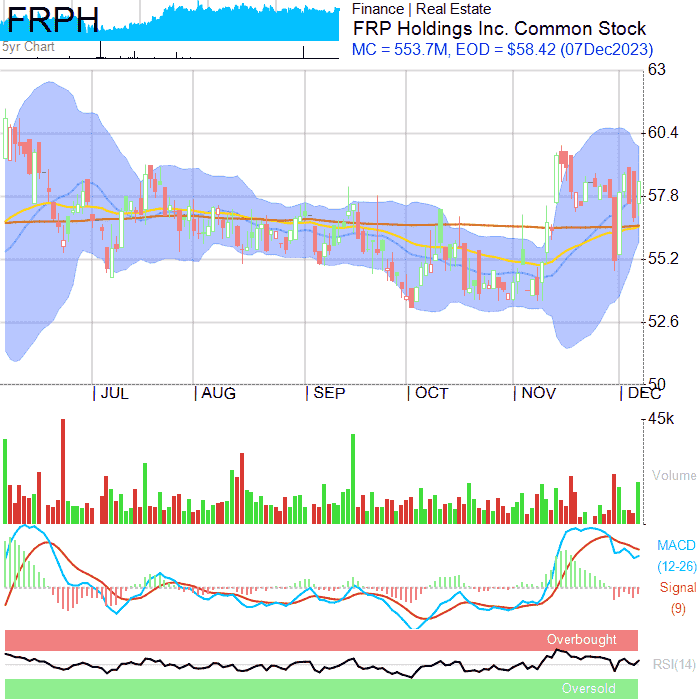 FRPH
5yr Chart
Finance | Real Estate
FRP Holdings Inc. Common Stock
MC = 553.7M, EOD = $58.42 (07Dec2023)
63
60.4
57.8
55.2
52.6
50
| JUL | AUG | SEP | OCT | NOV | DEC
45k
Volume
MACD
(12-26)
Signal
(9)
Overbought
RSI(14)
Oversold